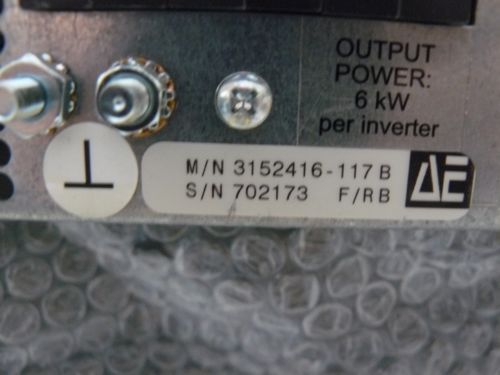 OUTPUT
POWER:
6 kW
per inverter
M/N 3152416-117 B
S/N 702173 F/R B
AE